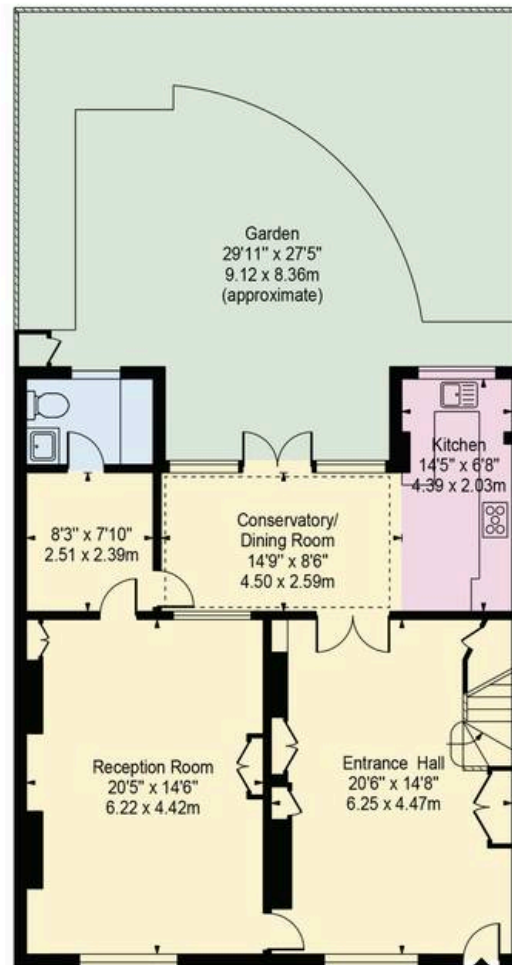 Garden
29'11" x 27'5"
9.12 x 8.36m
(approximate)
Kitchen
14'5" x 6'8"
4.39 x 2.03m
8'3" x 7'10"
2.51 x 2.39m
Conservatory/
Dining Room
14'9" x 8'6"
4.50 x 2.59m
Reception Room
20'5" x 14'6"
6.22 x 4.42m
Entrance Hall
20'6" x 14'8"
6.25 x 4.47m